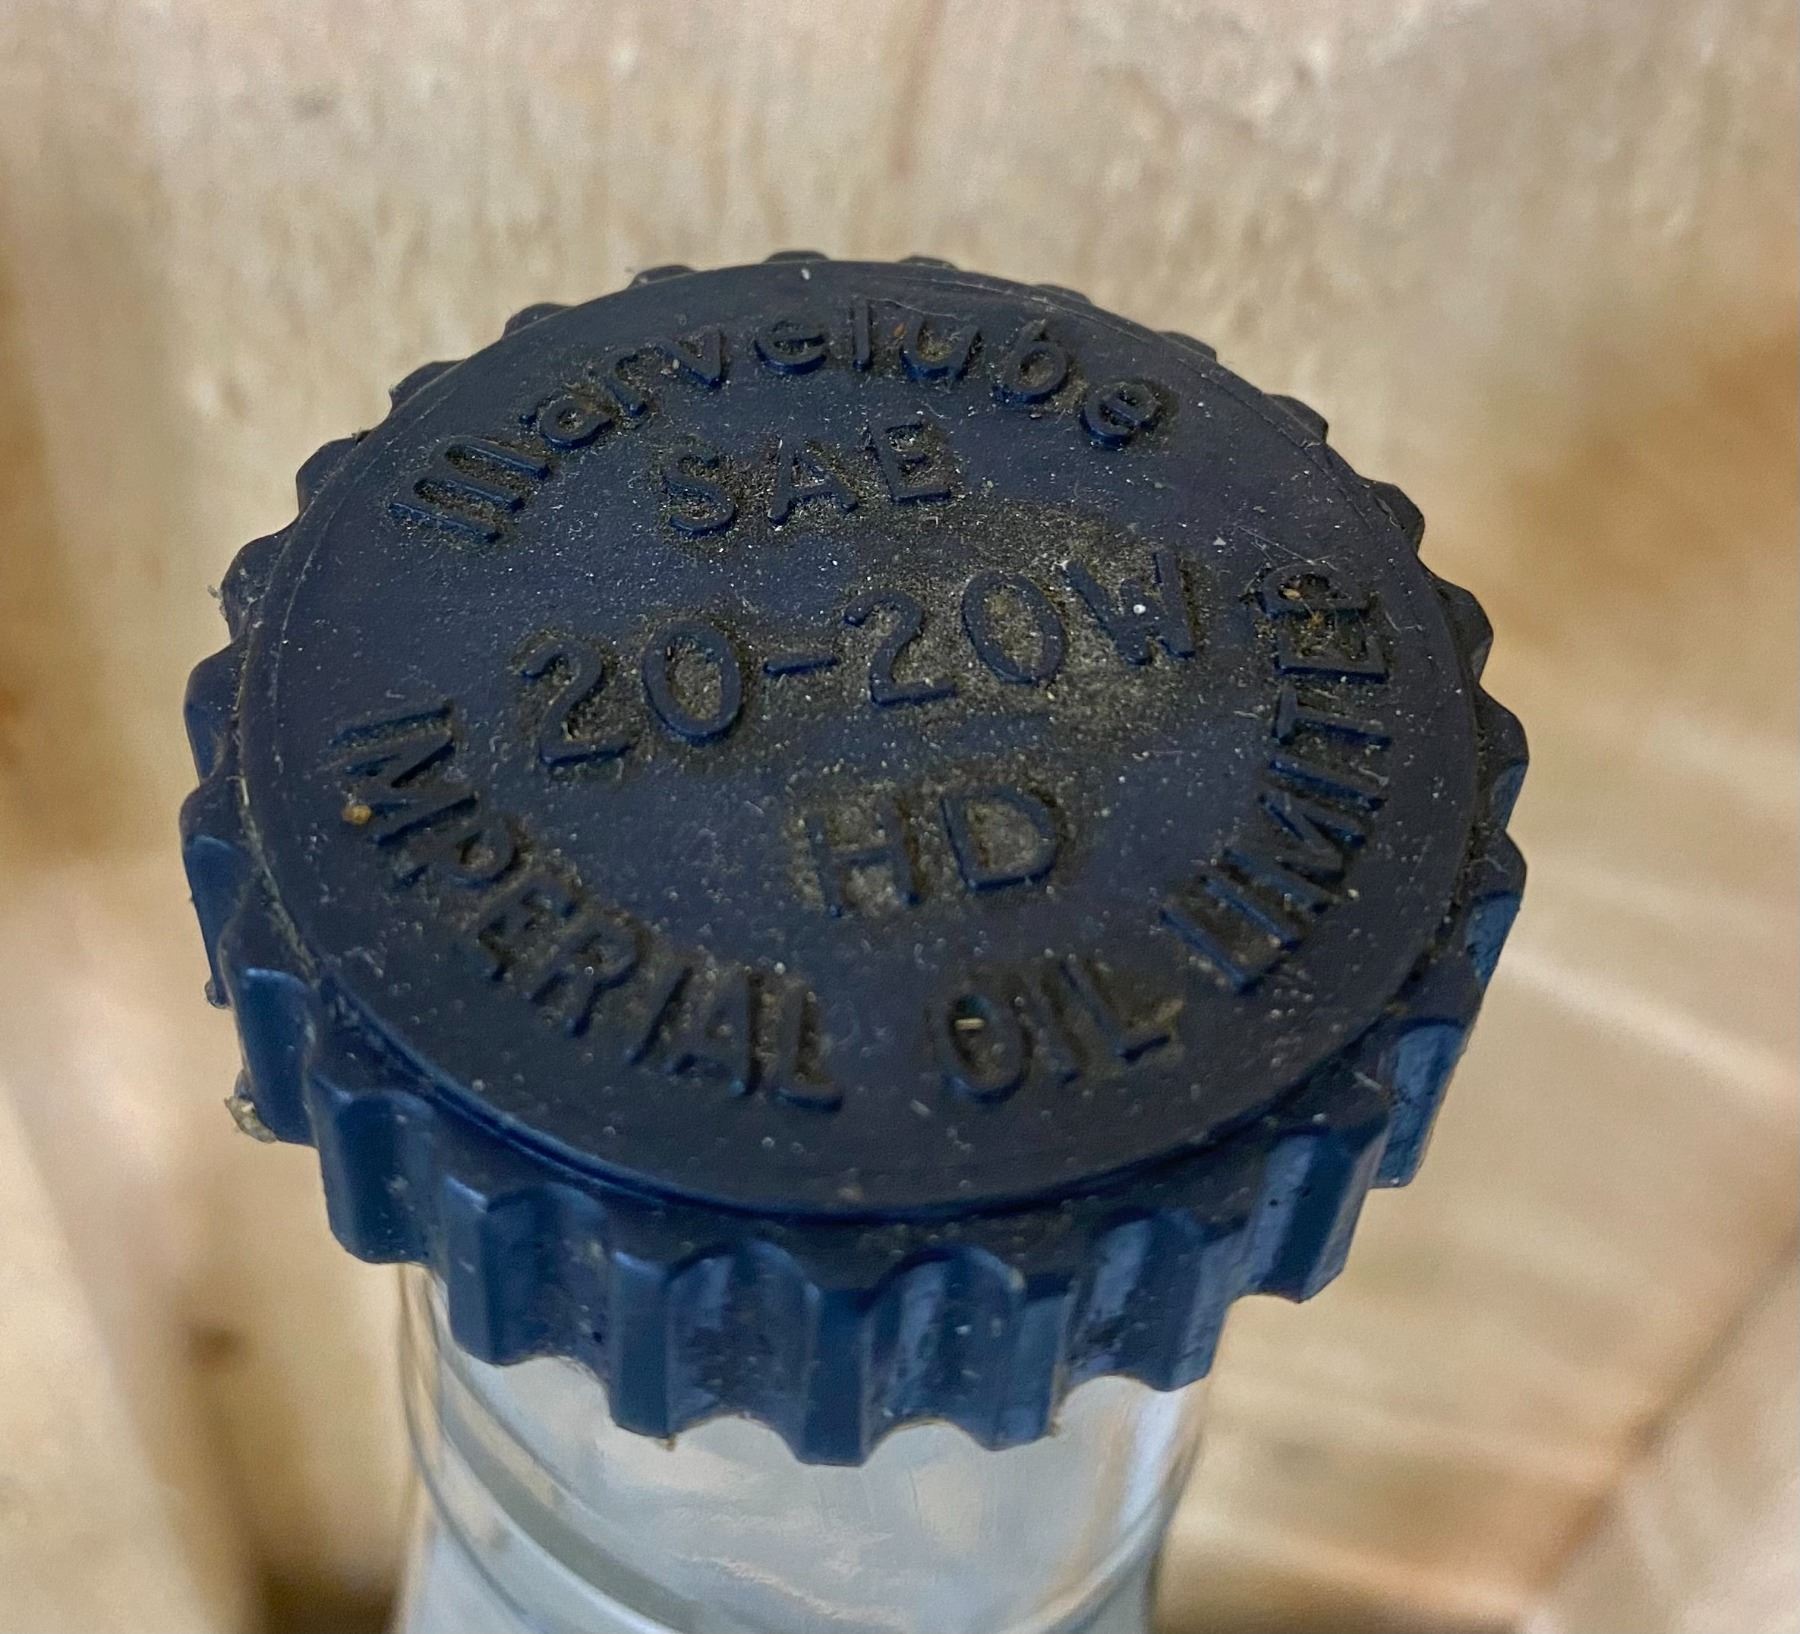 Marvelube
SAE
20-20W
HD
IMPERIAL OIL LIMITED